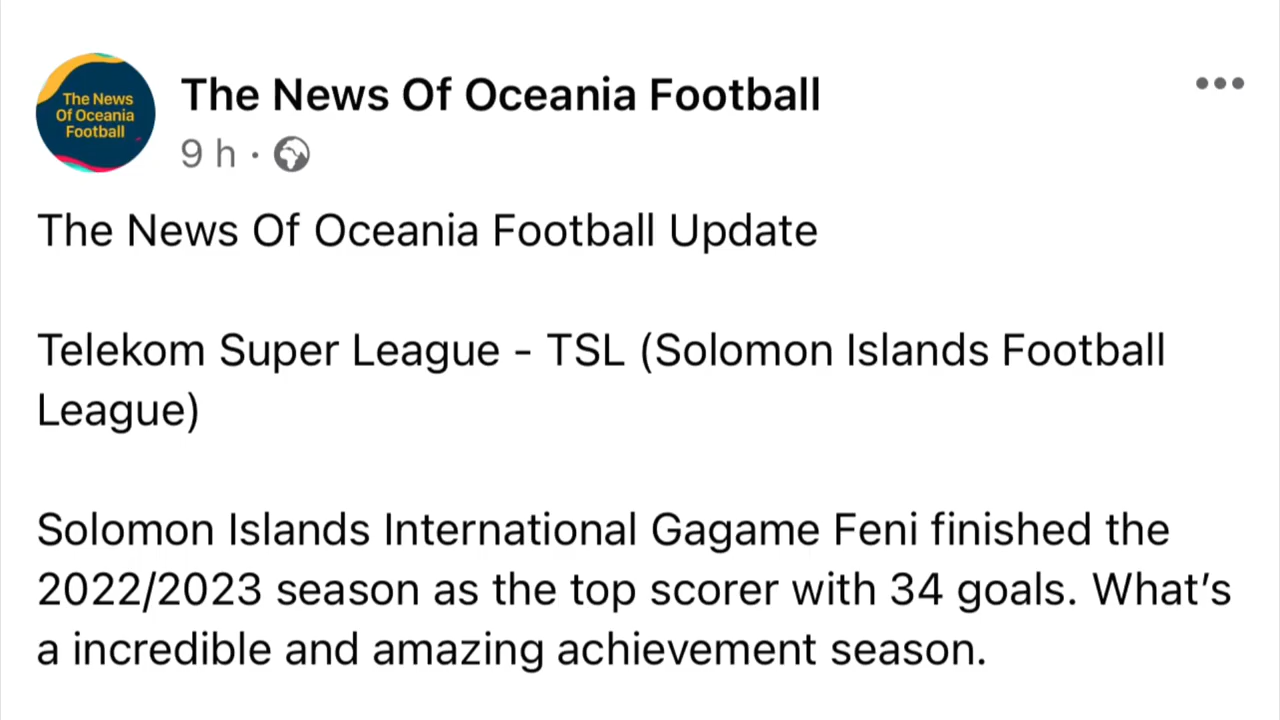 The News
Of Oceania
Football
The News Of Oceania Football
9 h ·
The News Of Oceania Football Update
Telekom Super League - TSL (Solomon Islands Football
League)
Solomon Islands International Gagame Feni finished the
2022/2023 season as the top scorer with 34 goals. What's
a incredible and amazing achievement season.